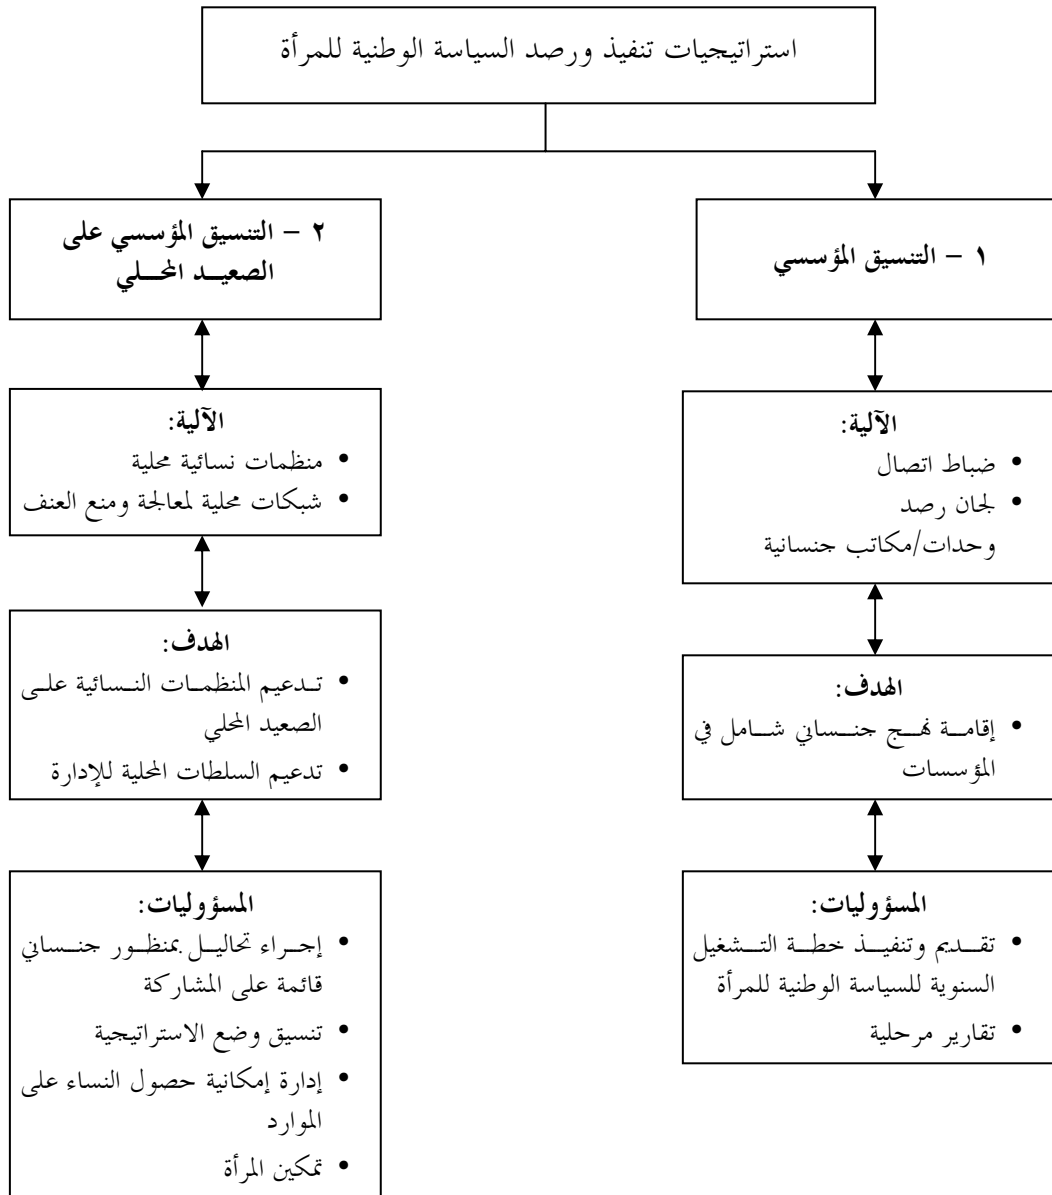 استراتيجيات تنفيذ ورصد السياسة الوطنية للمرأة
١ – التنسيق المؤسسي
الآلية:
• ضباط اتصال
• لجان رصد
وحدات/مكاتب جنسانية
الهدف:
• إقامة نهج جنساني شامل في
المؤسسات
المسؤوليات:
• تقديم وتنفيذ خطة التشغيل
السنوية للسياسة الوطنية للمرأة
• تقارير مرحلية
٢ – التنسيق المؤسسي على
الصعيد المحلي
الآلية:
• منظمات نسائية محلية
• شبكات محلية لمعالجة ومنع العنف
الهدف:
• تدعيم المنظمات النسائية على
الصعيد المحلي
• تدعيم السلطات المحلية للإدارة
المسؤوليات:
• إجراء تحاليل بمنظور جنساني
قائمة على المشاركة
• تنسيق وضع الاستراتيجية
• إدارة إمكانية حصول النساء على
الموارد
• تمكين المرأة